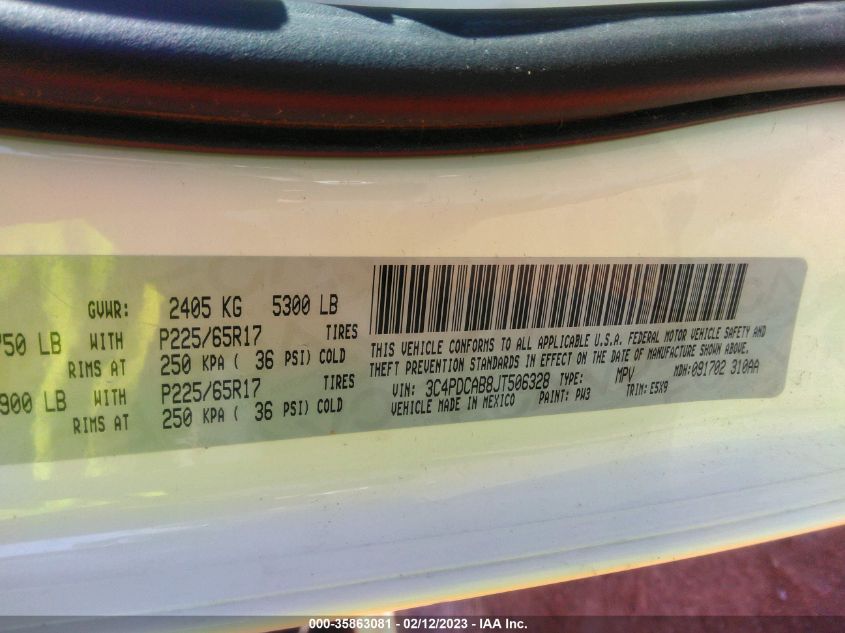 GVWR: 2405 KG 5300 LB
750 LB WITH P225/65R17 TIRES
RIMS AT 250 KPA ( 36 PSI) COLD
900 LB WITH P225/65R17 TIRES
RIMS AT 250 KPA ( 36 PSI) COLD
THIS VEHICLE CONFORMS TO ALL APPLICABLE U.S.A. FEDERAL MOTOR VEHICLE SAFETY AND
THEFT PREVENTION STANDARDS IN EFFECT ON THE DATE OF MANUFACTURE SHOWN ABOVE.
VIN: 3C4PDCAB8JT506328 TYPE: MPV MDH: 091702 310AA
VEHICLE MADE IN MEXICO PAINT: PW3 TRIM: E5X9
000-35863081 - 02/12/2023 - IAA Inc.